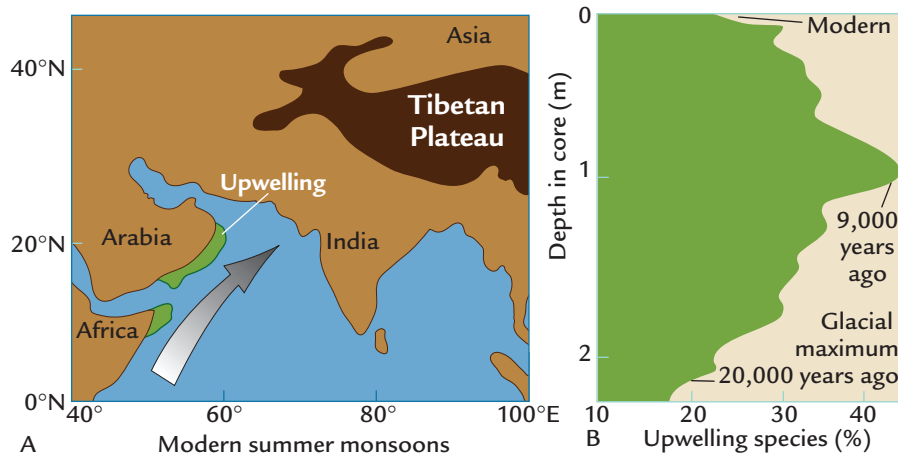 Asia
40°N
Tibetan
Plateau
Upwelling
Arabia
20°N
India
Africa
0°N
40°
60°
80°
100°E
A
Modern summer monsoons
0
Modern
Depth in core (m)
1
9,000
years
ago
Glacial
maximum
2
20,000 years ago
10
20
30
40
B
Upwelling species (%)